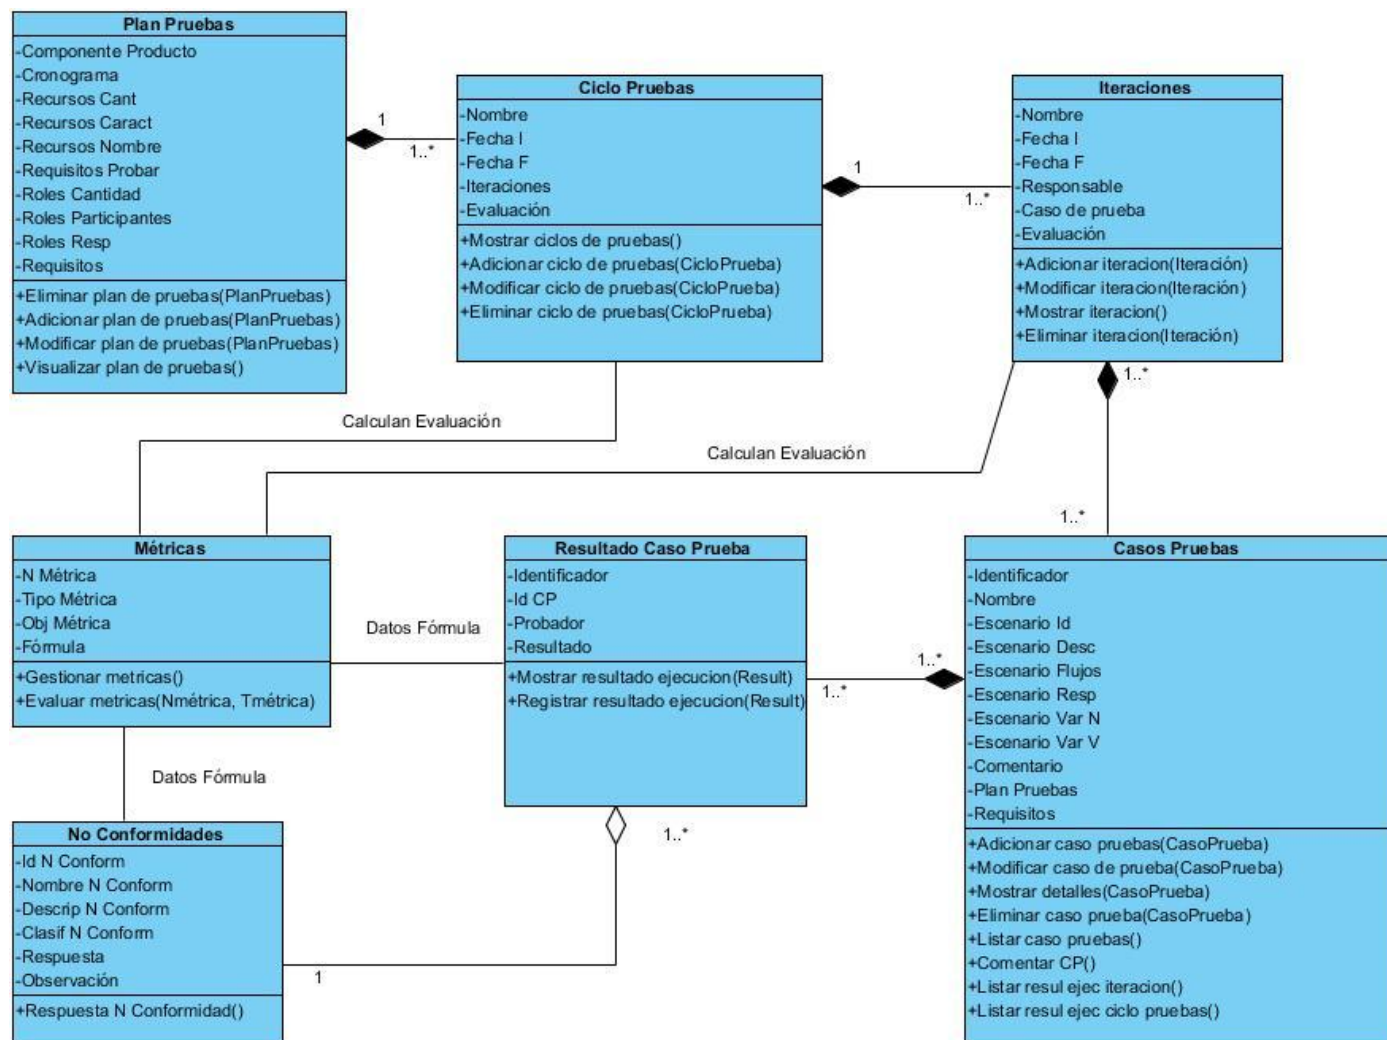 Plan Pruebas
-Componente Producto
-Cronograma
-Recursos Cant
-Recursos Caract
-Recursos Nombre
-Requisitos Probar
-Roles Cantidad
-Roles Participantes
-Roles Resp
-Requisitos
+Eliminar plan de pruebas(PlanPruebas)
+Adicionar plan de pruebas(PlanPruebas)
+Modificar plan de pruebas(PlanPruebas)
+Visualizar plan de pruebas()
1
1..*
Ciclo Pruebas
-Nombre
-Fecha I
-Fecha F
-Iteraciones
-Evaluación
+Mostrar ciclos de pruebas()
+Adicionar ciclo de pruebas(CicloPrueba)
+Modificar ciclo de pruebas(CicloPrueba)
+Eliminar ciclo de pruebas(CicloPrueba)
1
1..*
Iteraciones
-Nombre
-Fecha I
-Fecha F
-Responsable
-Caso de prueba
-Evaluación
+Adicionar iteracion(Iteración)
+Modificar iteracion(Iteración)
+Mostrar iteracion()
+Eliminar iteracion(Iteración)
1..*
Calculan Evaluación
Calculan Evaluación
1..*
Métricas
-N Métrica
-Tipo Métrica
-Obj Métrica
-Fórmula
+Gestionar metricas()
+Evaluar metricas(Nmétrica, Tmétrica)
Datos Fórmula
Resultado Caso Prueba
-Identificador
-Id CP
-Probador
-Resultado
+Mostrar resultado ejecucion(Result)
+Registrar resultado ejecucion(Result)
1..*
1..*
Casos Pruebas
-Identificador
-Nombre
-Escenario Id
-Escenario Desc
-Escenario Flujos
-Escenario Resp
-Escenario Var N
-Escenario Var V
-Comentario
-Plan Pruebas
-Requisitos
+Adicionar caso pruebas(CasoPrueba)
+Modificar caso de prueba(CasoPrueba)
+Mostrar detalles(CasoPrueba)
+Eliminar caso prueba(CasoPrueba)
+Listar caso pruebas()
+Comentar CP()
+Listar resul ejec iteracion()
+Listar resul ejec ciclo pruebas()
Datos Fórmula
1..*
No Conformidades
-Id N Conform
-Nombre N Conform
-Descrip N Conform
-Clasif N Conform
-Respuesta
-Observación
+Respuesta N Conformidad()
1